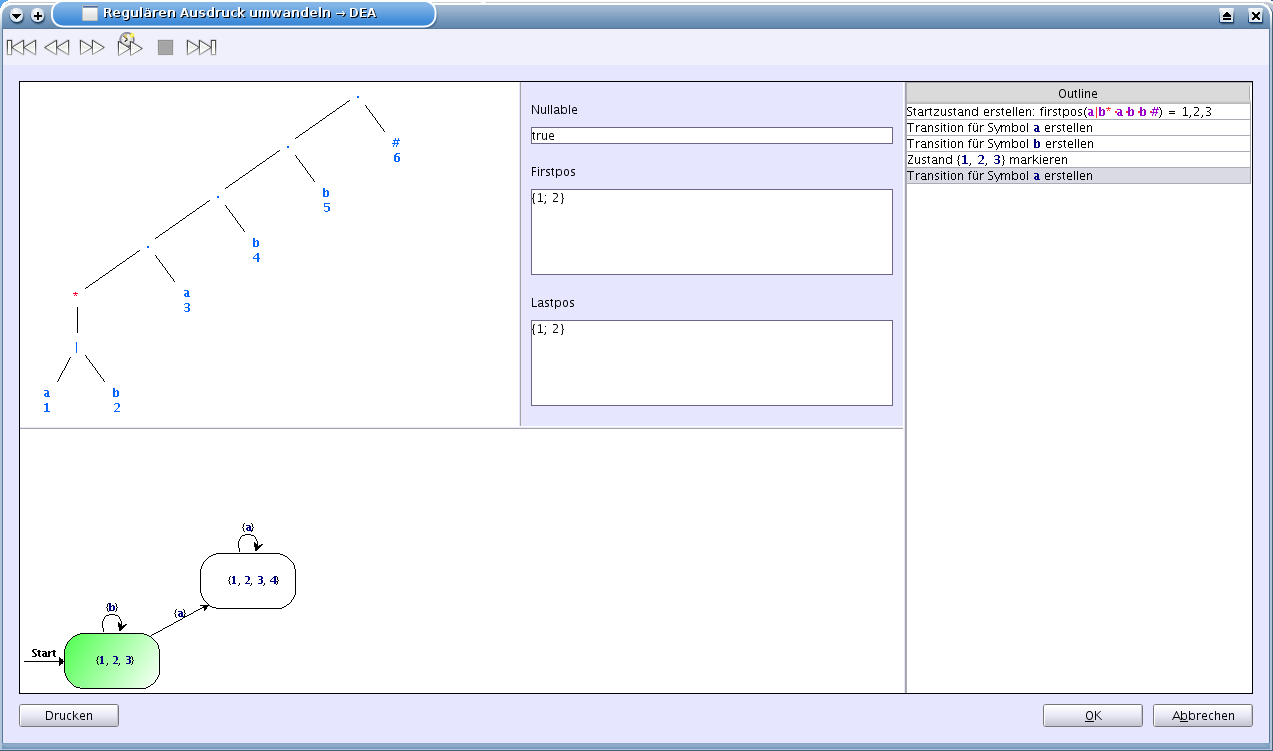 Regulären Ausdruck umwandeln → DEA
.
#
6
.
b
5
.
b
4
.
a
3
*
|
a
1
b
2
Nullable
true
Firstpos
{1; 2}
Lastpos
{1; 2}
Outline
Startzustand erstellen: firstpos(a|b*·a·b·b·#) = 1,2,3
Transition für Symbol a erstellen
Transition für Symbol b erstellen
Zustand {1, 2, 3} markieren
Transition für Symbol a erstellen
{a}
{1, 2, 3, 4}
{b}
{a}
Start
{1, 2, 3}
Drucken
OK
Abbrechen